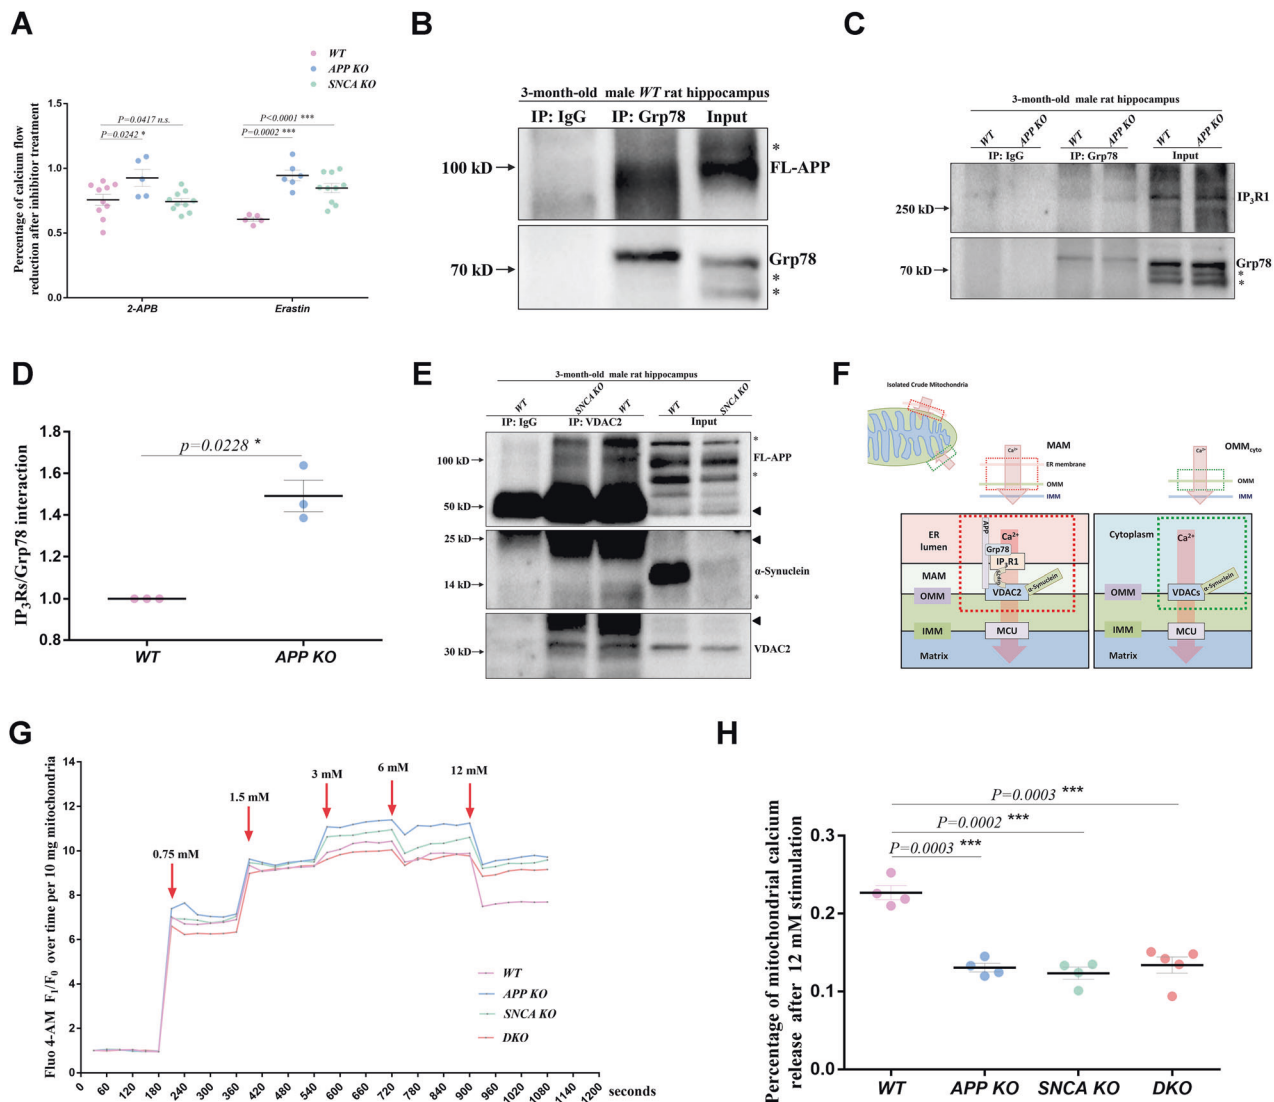 A
WT
APP KO
SNCA KO
Percentage of calcium flow
reduction after inhibitor treatment
1.5
1.0
0.5
0.0
P=0.0417 n.s.
P=0.0242 *
P<0.0001 ***
P=0.0002 ***
2-APB
Erastin
B
3-month-old male WT rat hippocampus
IP: IgG
IP: Grp78
Input
100 kD
*
FL-APP
70 kD
Grp78
*
*
C
3-month-old male rat hippocampus
WT
APP KO
WT
APP KO
WT
APP KO
IP: IgG
IP: Grp78
Input
250 kD
IP3R1
70 kD
Grp78
*
*
D
IP3Rs/Grp78 interaction
1.8
1.6
1.4
1.2
1.0
0.8
p=0.0228 *
WT
APP KO
E
3-month-old male rat hippocampus
WT
SNCA KO
WT
WT
SNCA KO
IP: IgG
IP: VDAC2
Input
100 kD
50 kD
*
FL-APP
*
25 kD
14 kD
α-Synuclein
*
30 kD
VDAC2
F
Isolated Crude Mitochondria
Ca2+
MAM
ER membrane
OMM
IMM
Ca2+
OMMcyto
OMM
IMM
ER
lumen
MAM
OMM
IMM
Matrix
APP
Ca2+
Grp78
IP3R1
Grp75
VDAC2
α-Synuclein
MCU
Cytoplasm
Ca2+
OMM
VDACs
α-Synuclein
IMM
MCU
Matrix
G
Fluo 4-AM F1/F0 over time per 10 mg mitochondria
14
12
10
8
6
4
2
0
0.75 mM
1.5 mM
3 mM
6 mM
12 mM
WT
APP KO
SNCA KO
DKO
0 60 120 180 240 300 360 420 480 540 600 660 720 780 840 900 960 1020 1080 1140 1200 seconds
H
Percentage of mitochondrial calcium
release after 12 mM stimulation
0.3
0.2
0.1
0.0
P=0.0003 ***
P=0.0002 ***
P=0.0003 ***
WT
APP KO
SNCA KO
DKO